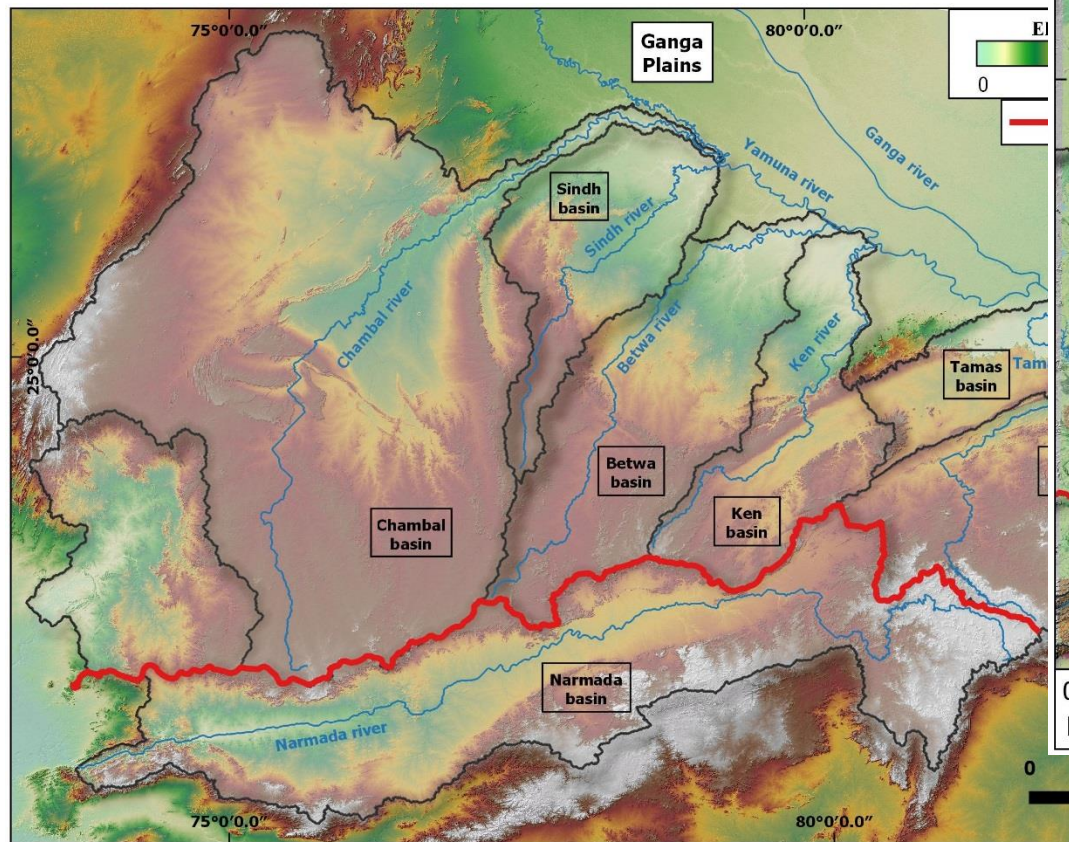 75°0'0.0"
80°0'0.0"
Ganga
Plains
0
Ganga river
Yamuna river
Sindh
basin
Sindh river
Chambal river
Betwa river
Ken river
25°0'0.0"
Tamas
basin
Betwa
basin
Chambal
basin
Ken
basin
Narmada
basin
Narmada river
0
75°0'0.0"
80°0'0.0"